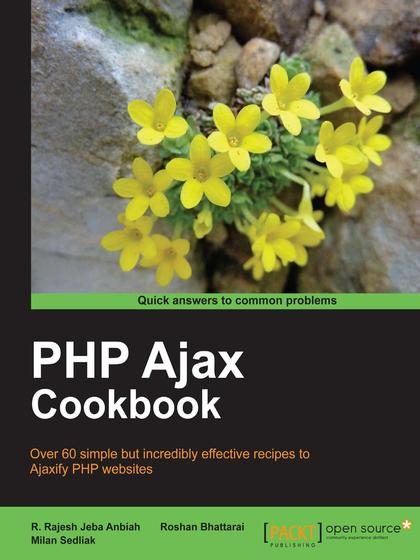 Quick answers to common problems
PHP Ajax
Cookbook
Over 60 simple but incredibly effective recipes to
Ajaxify PHP websites
R. Rajesh Jeba Anbiah Roshan Bhattarai
Milan Sedliak
[PACKT]
PUBLISHING
open source*
community experience distilled